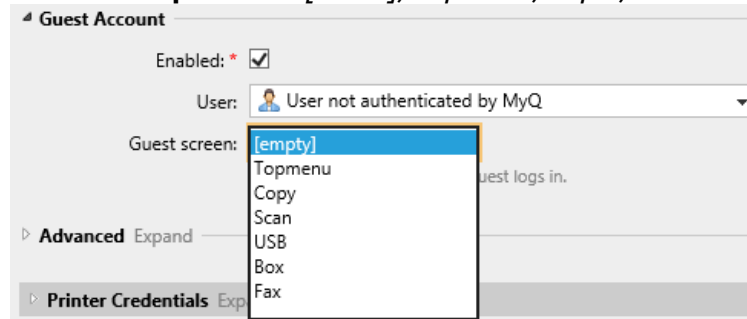 Guest Account
Enabled: *
User: User not authenticated by MyQ
Guest screen: [empty]
Topmenu
uest logs in.
Copy
Scan
Advanced Expand
USB
Box
Printer Credentials Exp
Fax